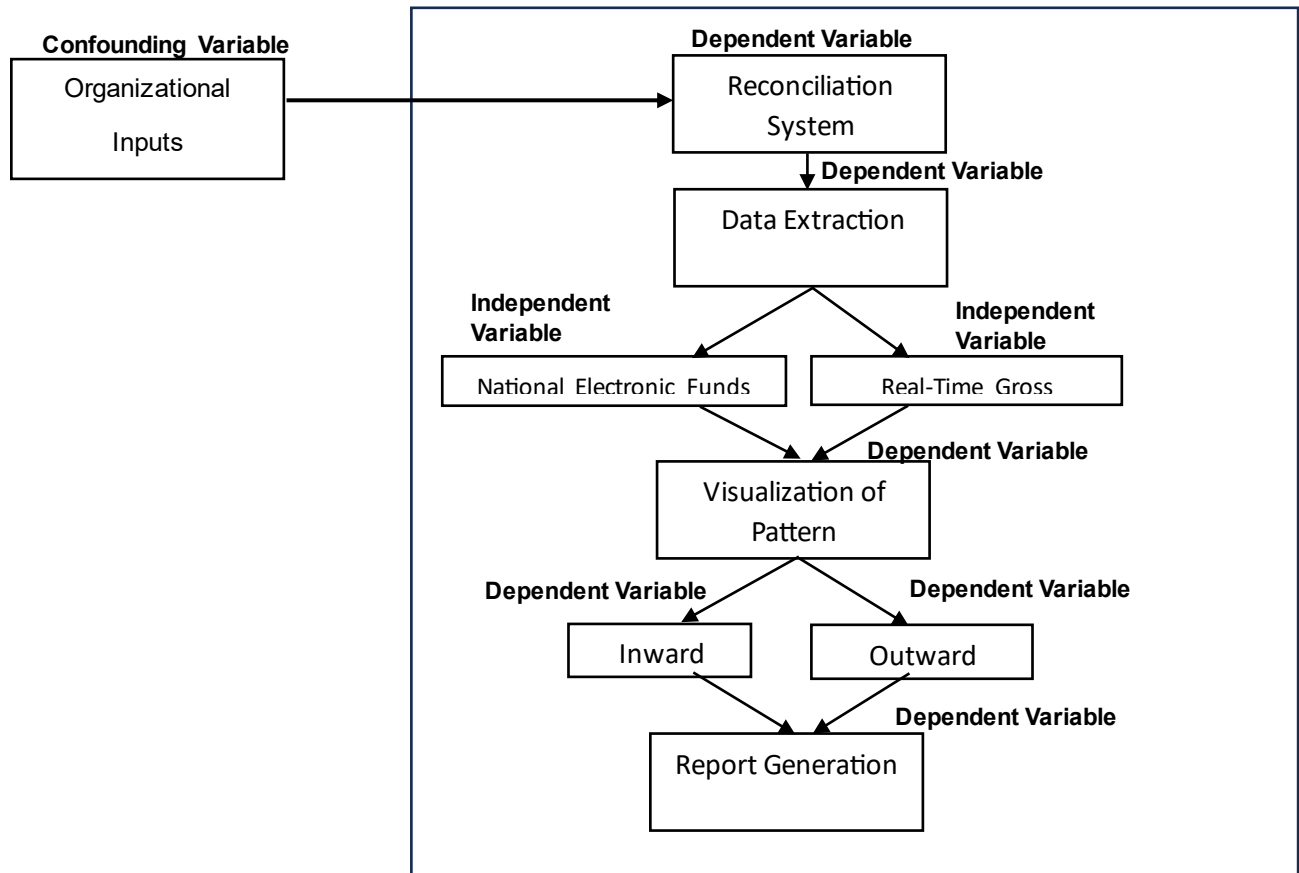 Confounding Variable
Organizational
Inputs
Dependent Variable
Reconciliation
System
Dependent Variable
Data Extraction
Independent
Variable
Independent
Variable
National Electronic Funds
Real-Time Gross
Dependent Variable
Visualization of
Pattern
Dependent Variable
Dependent Variable
Inward
Outward
Dependent Variable
Report Generation